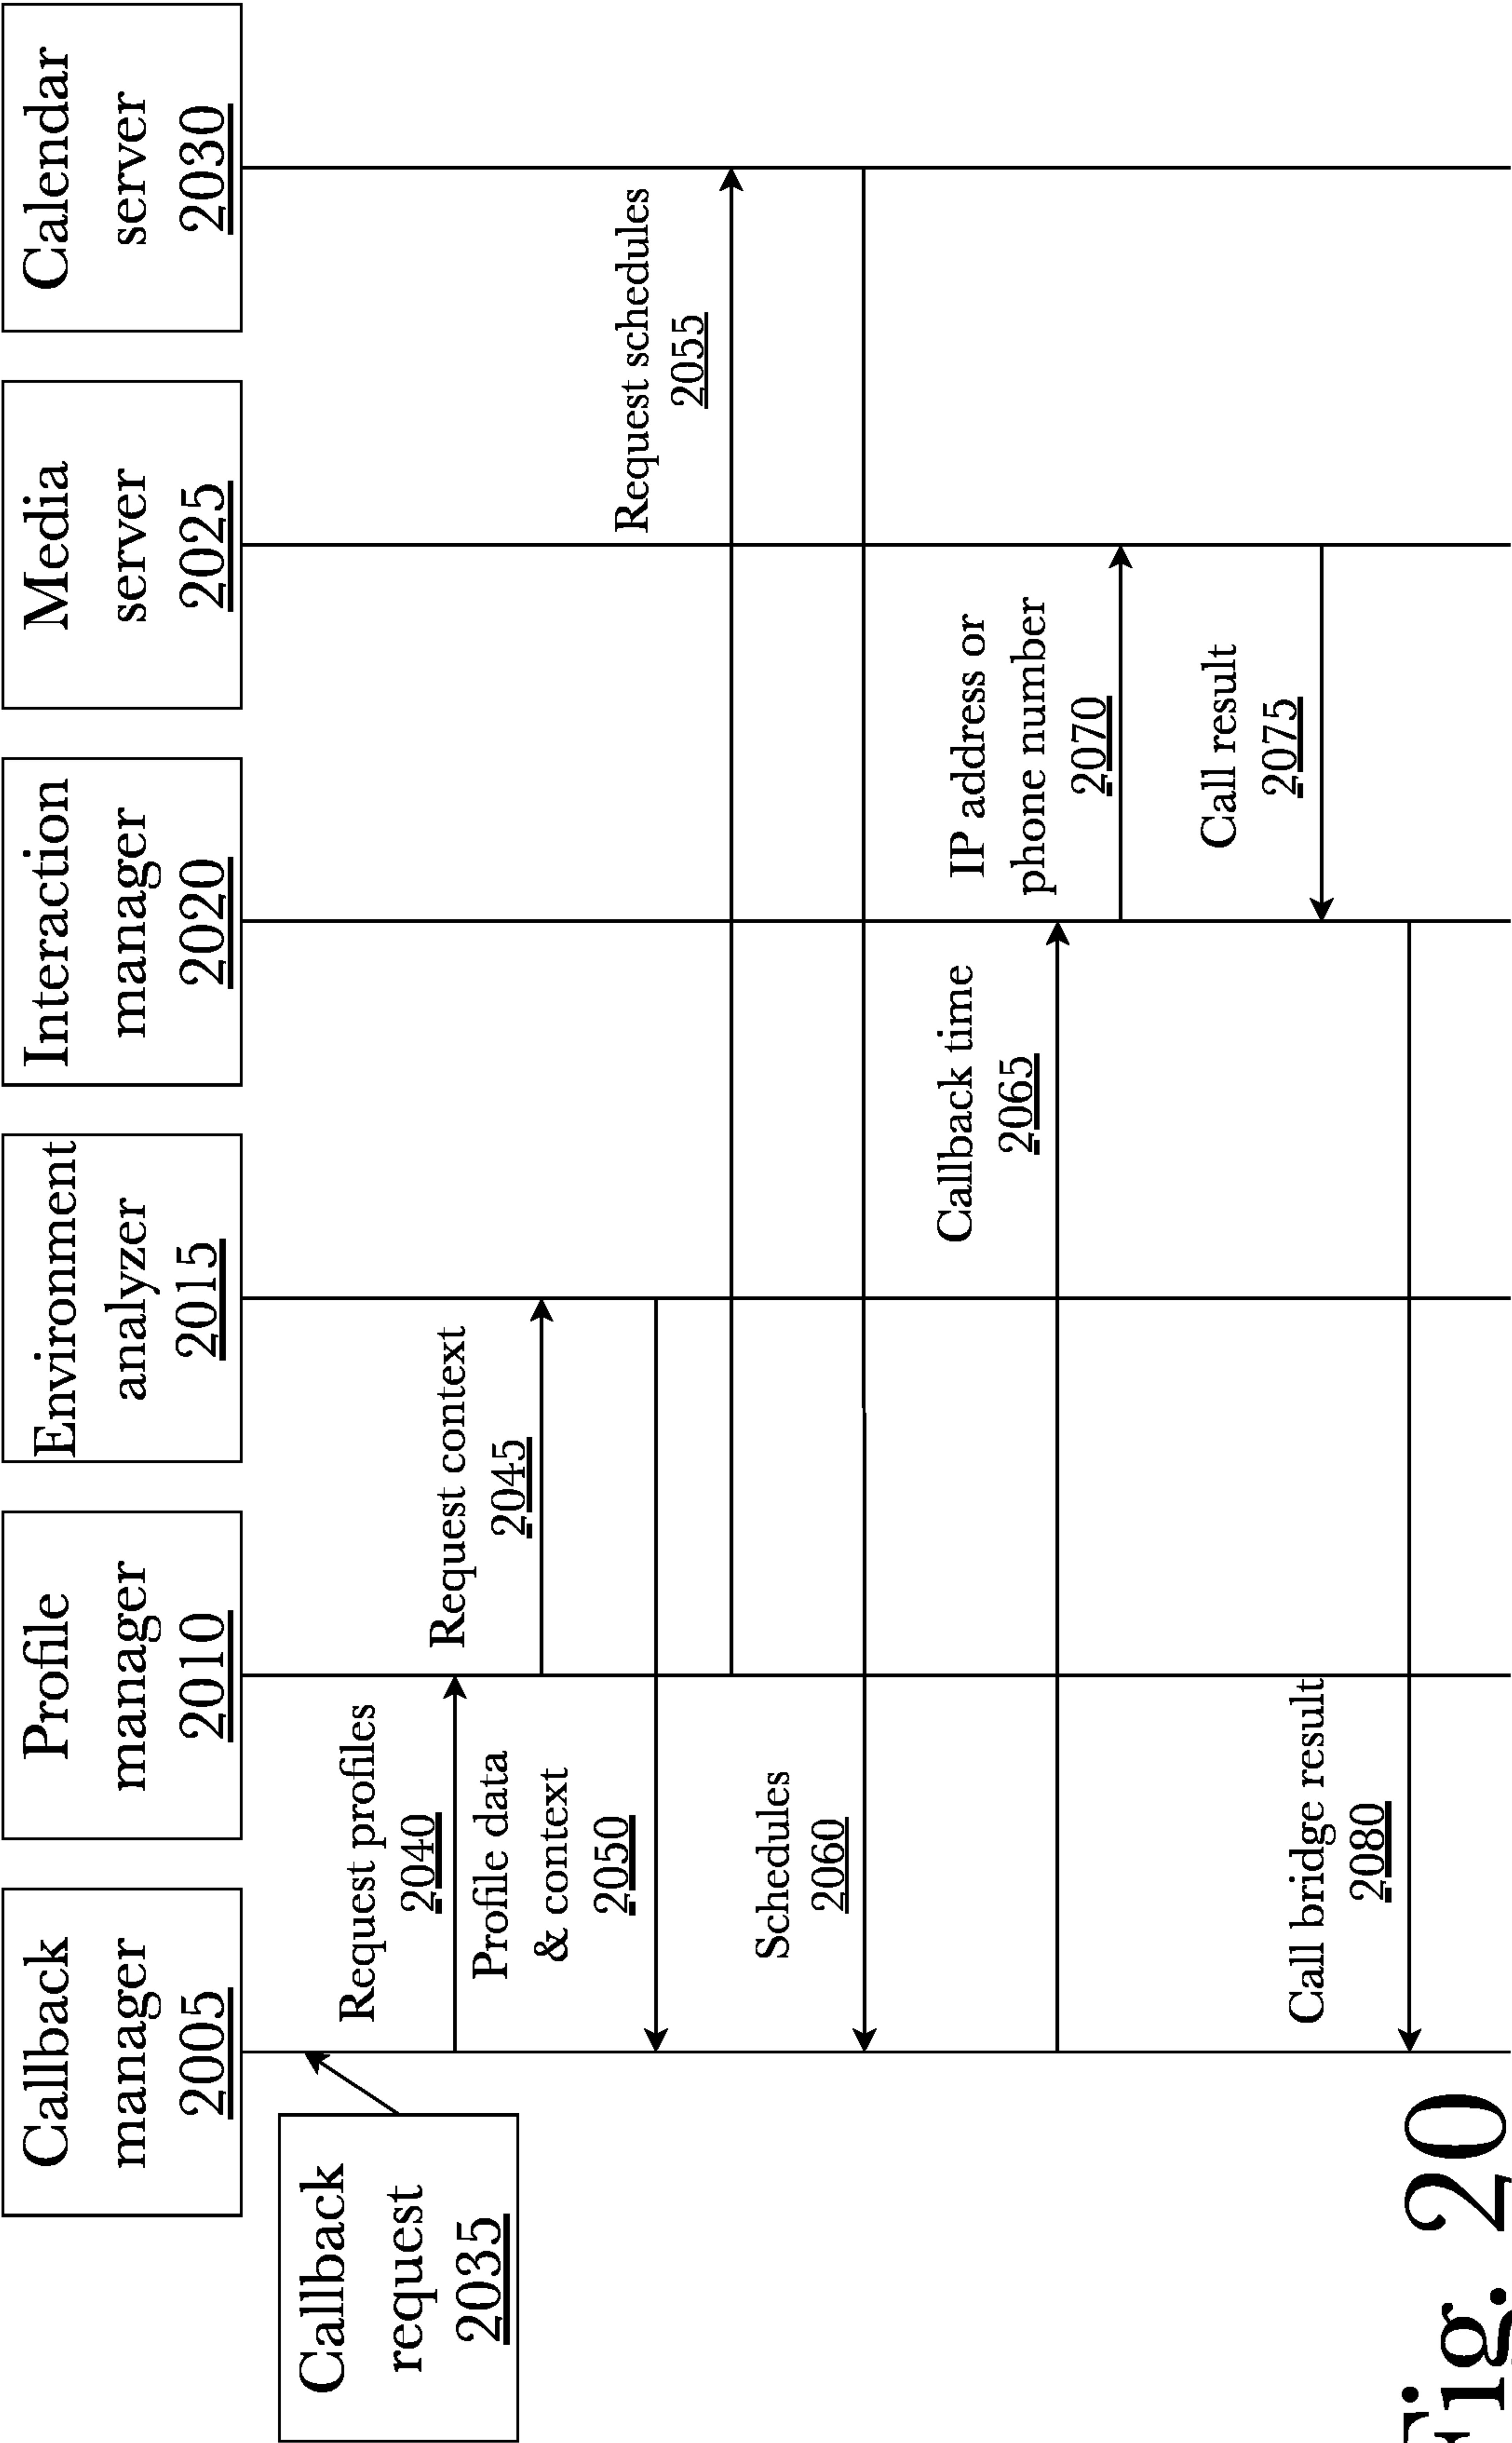 Callback
manager
2005
Profile
manager
2010
Environment
analyzer
2015
Interaction
manager
2020
Media
server
2025
Calendar
server
2030
Callback
request
2035
Request profiles
2040
Request context
2045
Profile data
& context
2050
Request schedules
2055
Schedules
2060
Callback time
2065
IP address or
phone number
2070
Call result
2075
Call bridge result
2080
Fig. 20